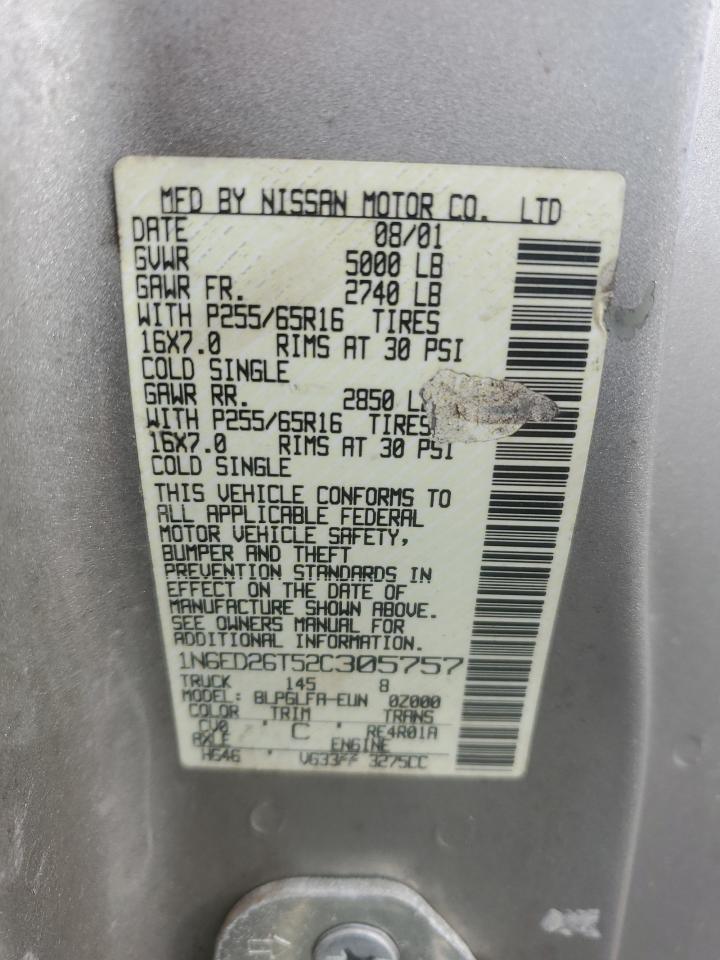 MFD BY NISSAN MOTOR CO. LTD
DATE 08/01
GVWR 5000 LB
GAWR FR. 2740 LB
WITH P255/65R16 TIRES
16X7.0 RIMS AT 30 PSI
COLD SINGLE
GAWR RR. 2850
WITH P255/65R16 TIRES
16X7.0 RIMS AT 30 PSI
COLD SINGLE
THIS VEHICLE CONFORMS TO
ALL APPLICABLE FEDERAL
MOTOR VEHICLE SAFETY,
BUMPER AND THEFT
PREVENTION STANDARDS IN
EFFECT ON THE DATE OF
MANUFACTURE SHOWN ABOVE.
SEE OWNERS MANUAL FOR
ADDITIONAL INFORMATION.
1N6ED26T52C305757
TRUCK 145 8
MODEL: BLPGLFA-EUN 0Z000
COLOR TRIM TRANS
CV0 ' C ' RE4R01A
AXLE ENGINE
HG46 ' 3275CC